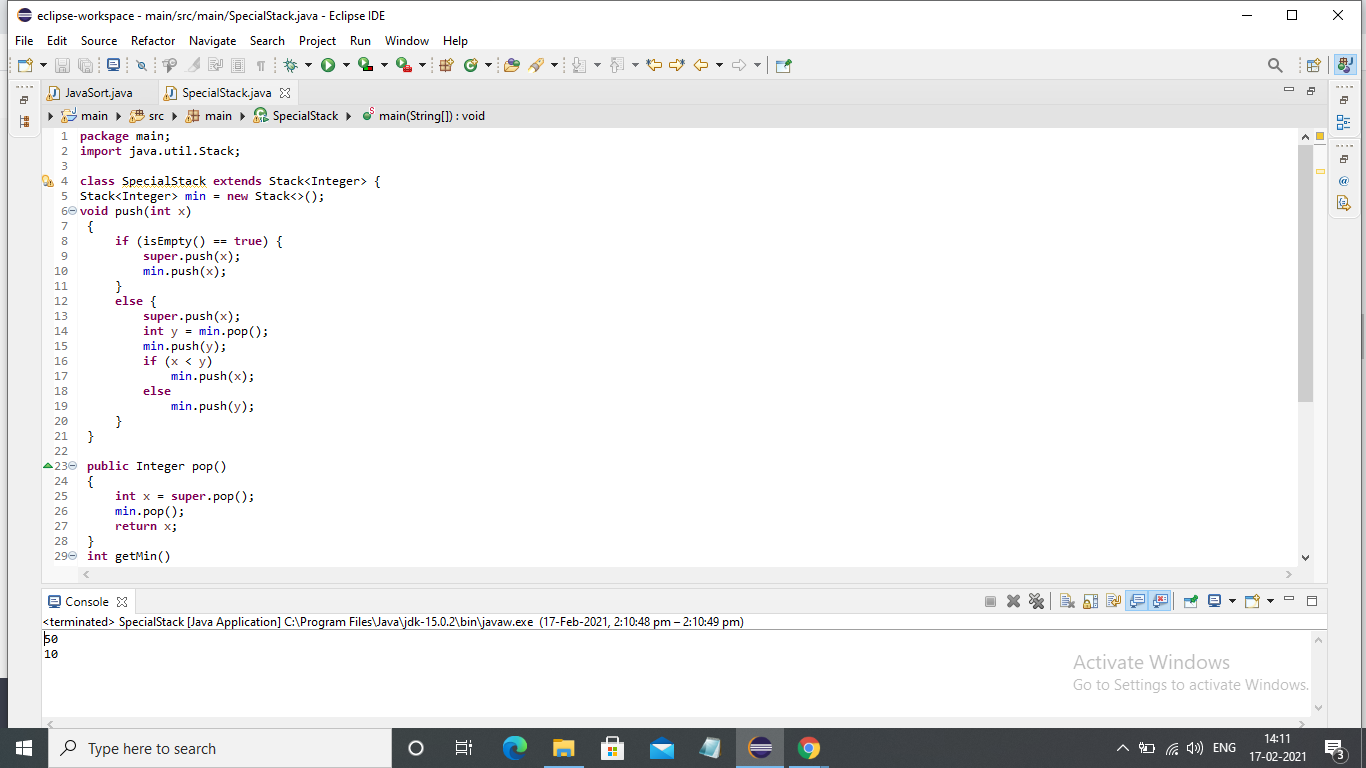 eclipse-workspace - main/src/main/SpecialStack.java - Eclipse IDE
File Edit Source Refactor Navigate Search Project Run Window Help
JavaSort.java SpecialStack.java
main src main SpecialStack main(String[]) : void
1 package main;
2 import java.util.Stack;
3
4 class SpecialStack extends Stack<Integer> {
5 Stack<Integer> min = new Stack<>();
6 void push(int x)
7 {
8 if (isEmpty() == true) {
9 super.push(x);
10 min.push(x);
11 }
12 else {
13 super.push(x);
14 int y = min.pop();
15 min.push(y);
16 if (x < y)
17 min.push(x);
18 else
19 min.push(y);
20 }
21 }
22
23 public Integer pop()
24 {
25 int x = super.pop();
26 min.pop();
27 return x;
28 }
29 int getMin()
Console
<terminated> SpecialStack [Java Application] C:\Program Files\Java\jdk-15.0.2\bin\javaw.exe (17-Feb-2021, 2:10:48 pm – 2:10:49 pm)
50
10
Activate Windows
Go to Settings to activate Windows.
Type here to search
ENG
14:11
17-02-2021
3